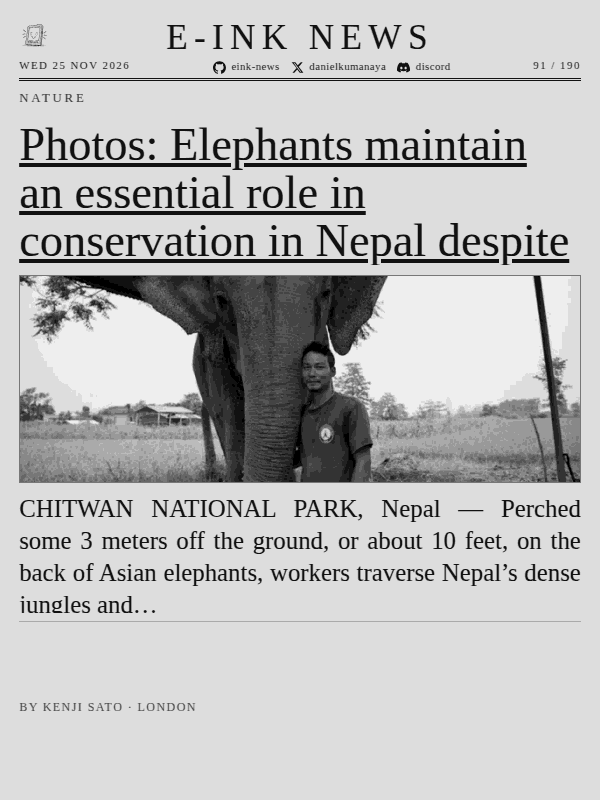 E-INK NEWS
WED 25 NOV 2026
eink-news
danielkumanaya
discord
91 / 190
NATURE
Photos: Elephants maintain
an essential role in
conservation in Nepal despite
CHITWAN NATIONAL PARK, Nepal — Perched
some 3 meters off the ground, or about 10 feet, on the
back of Asian elephants, workers traverse Nepal’s dense
jungles and…
BY KENJI SATO · LONDON